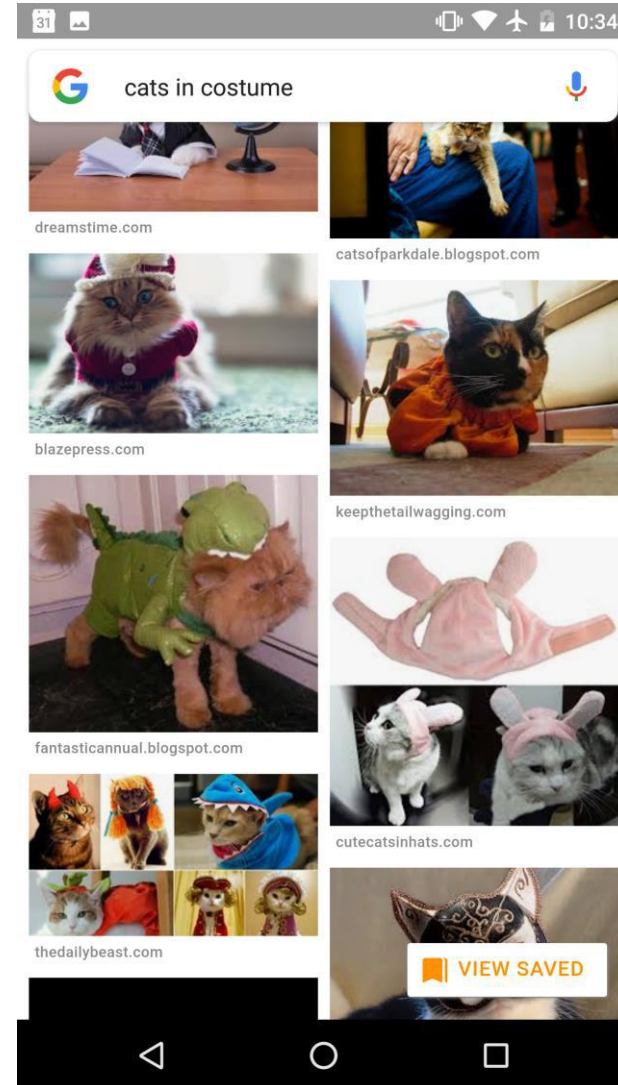 31
10:34
cats in costume
dreamstime.com
catsofparkdale.blogspot.com
blazepress.com
keepthetailwagging.com
fantasticannual.blogspot.com
cutecatsinhats.com
thedailybeast.com
VIEW SAVED